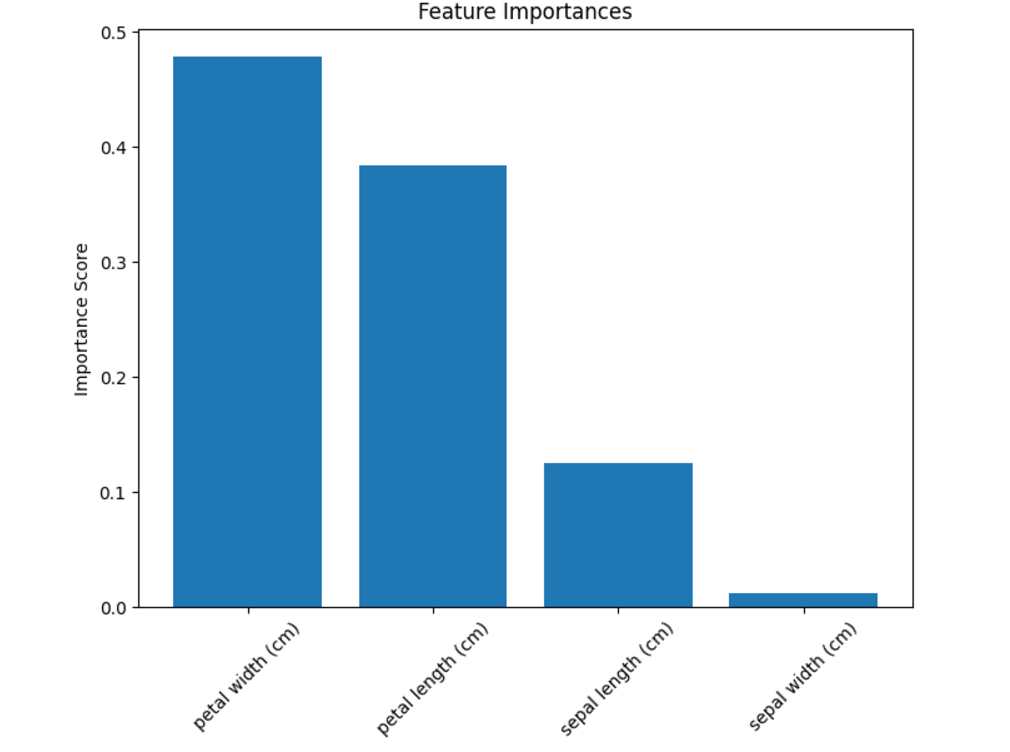 Feature Importances
0.5
0.4
0.3
0.2
0.1
0.0
Importance Score
petal width (cm)
petal length (cm)
sepal length (cm)
sepal width (cm)